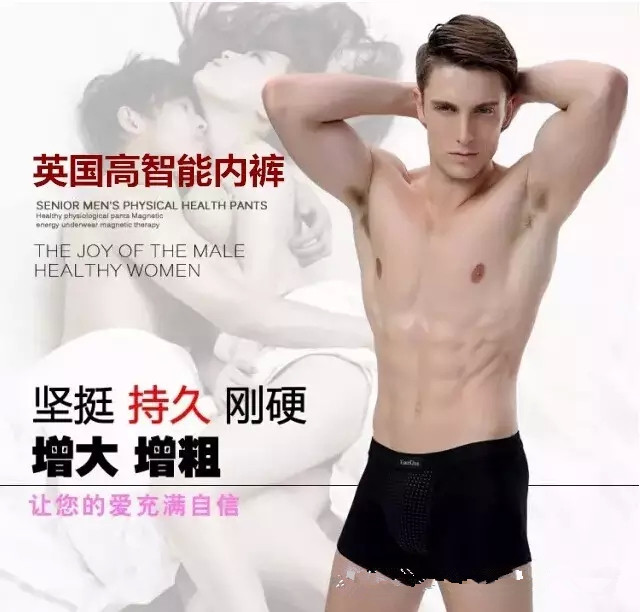 英国高智能内裤
SENIOR MEN'S PHYSICAL HEALTH PANTS
Healthy physiological pants Magnetic
energy underwear magnetic therapy
THE JOY OF THE MALE
HEALTHY WOMEN
坚挺 持久 刚硬
增大 增粗
让您的爱充满自信